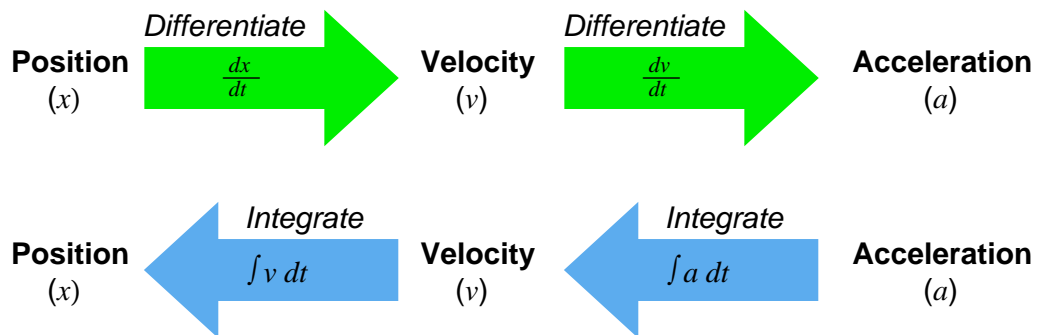 Differentiate Differentiate
Position dx/dt Velocity dv/dt Acceleration
(x) (v) (a)
Integrate Integrate
Position ∫v dt Velocity ∫a dt Acceleration
(x) (v) (a)